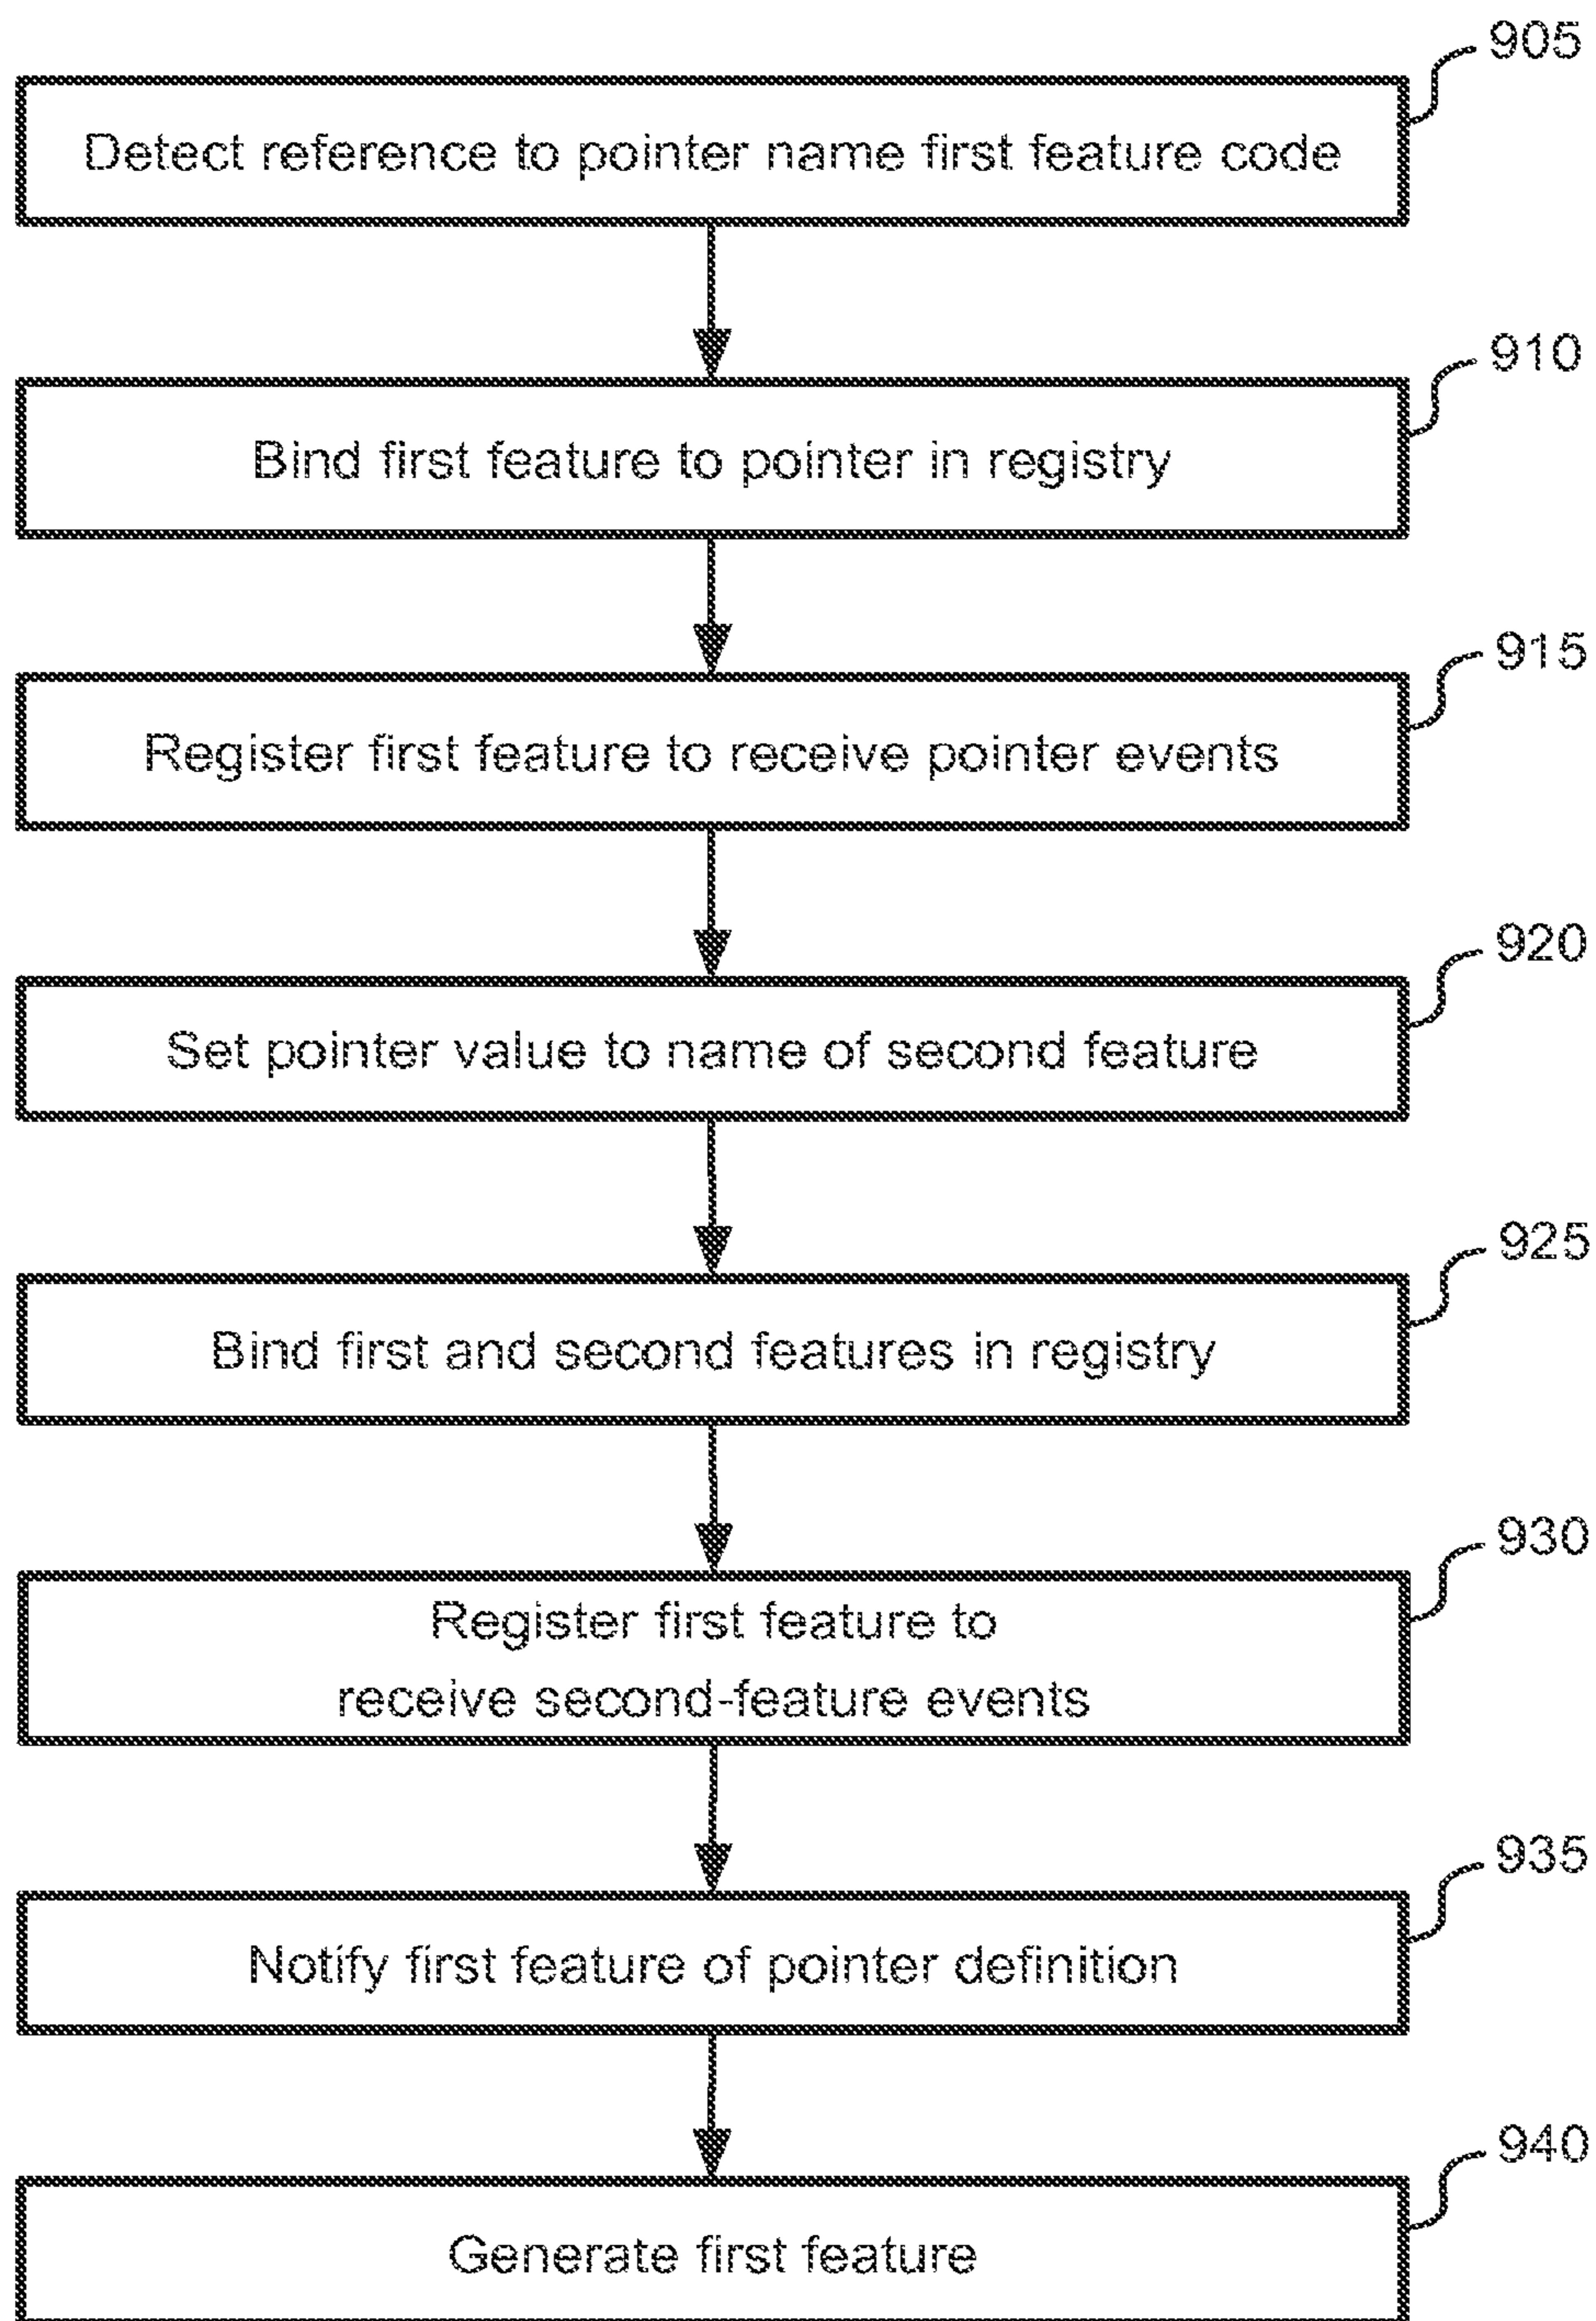 905
Detect reference to pointer name first feature code
910
Bind first feature to pointer in registry
915
Register first feature to receive pointer events
920
Set pointer value to name of second feature
925
Bind first and second features in registry
930
Register first feature to
receive second-feature events
935
Notify first feature of pointer definition
940
Generate first feature